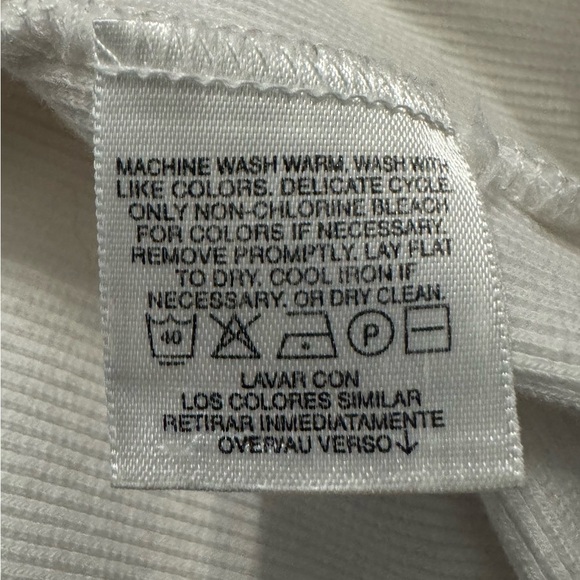 MACHINE WASH WARM, WASH WITH
LIKE COLORS. DELICATE CYCLE.
ONLY NON-CHLORINE BLEACH
FOR COLORS IF NECESSARY.
REMOVE PROMPTLY. LAY FLAT
TO DRY. COOL IRON IF
NECESSARY. OR DRY CLEAN.
40 P
LAVAR CON
LOS COLORES SIMILAR
RETIRAR INMEDIATAMENTE
OVER/AU VERSO↓